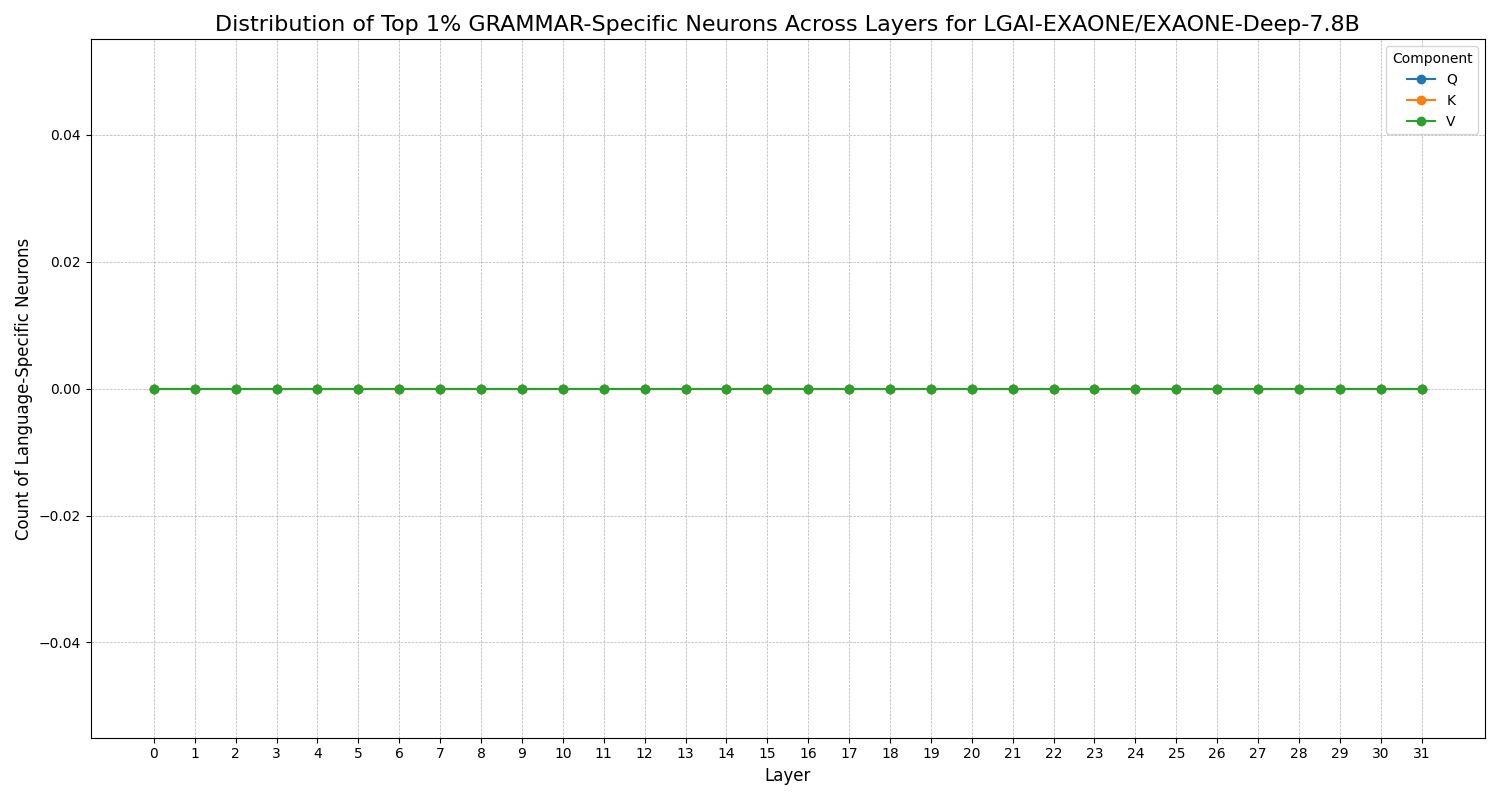 Distribution of Top 1% GRAMMAR-Specific Neurons Across Layers for LGAI-EXAONE/EXAONE-Deep-7.8B
Component
Q
K
V
Count of Language-Specific Neurons
0.04
0.02
0.00
−0.02
−0.04
0 1 2 3 4 5 6 7 8 9 10 11 12 13 14 15 16 17 18 19 20 21 22 23 24 25 26 27 28 29 30 31
Layer